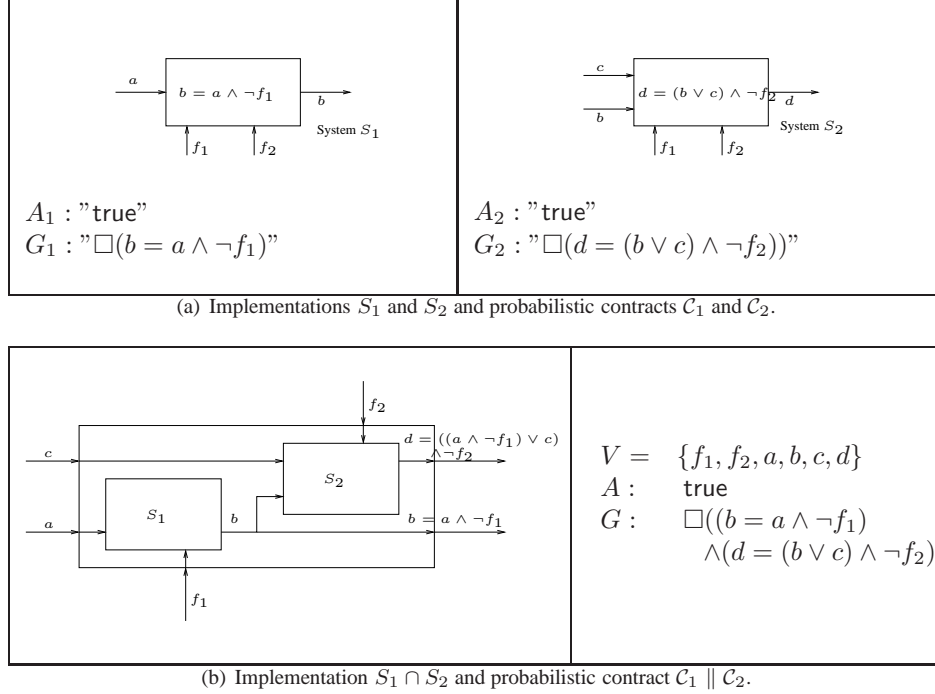 a
b = a ∧ ¬f₁
b
System S₁
f₁
f₂
A₁ : ”true”
G₁ : ”□(b = a ∧ ¬f₁)”
c
b
d = (b ∨ c) ∧ ¬f₂
d
System S₂
f₁
f₂
A₂ : ”true”
G₂ : ”□(d = (b ∨ c) ∧ ¬f₂))”
(a) Implementations S₁ and S₂ and probabilistic contracts 𝒞₁ and 𝒞₂.
f₂
d = ((a ∧ ¬f₁) ∨ c)
∧¬f₂
c
S₂
S₁
b
b = a ∧ ¬f₁
a
f₁
V = {f₁, f₂, a, b, c, d}
A : true
G : □((b = a ∧ ¬f₁)
∧(d = (b ∨ c) ∧ ¬f₂)
(b) Implementation S₁ ∩ S₂ and probabilistic contract 𝒞₁ ∥ 𝒞₂.